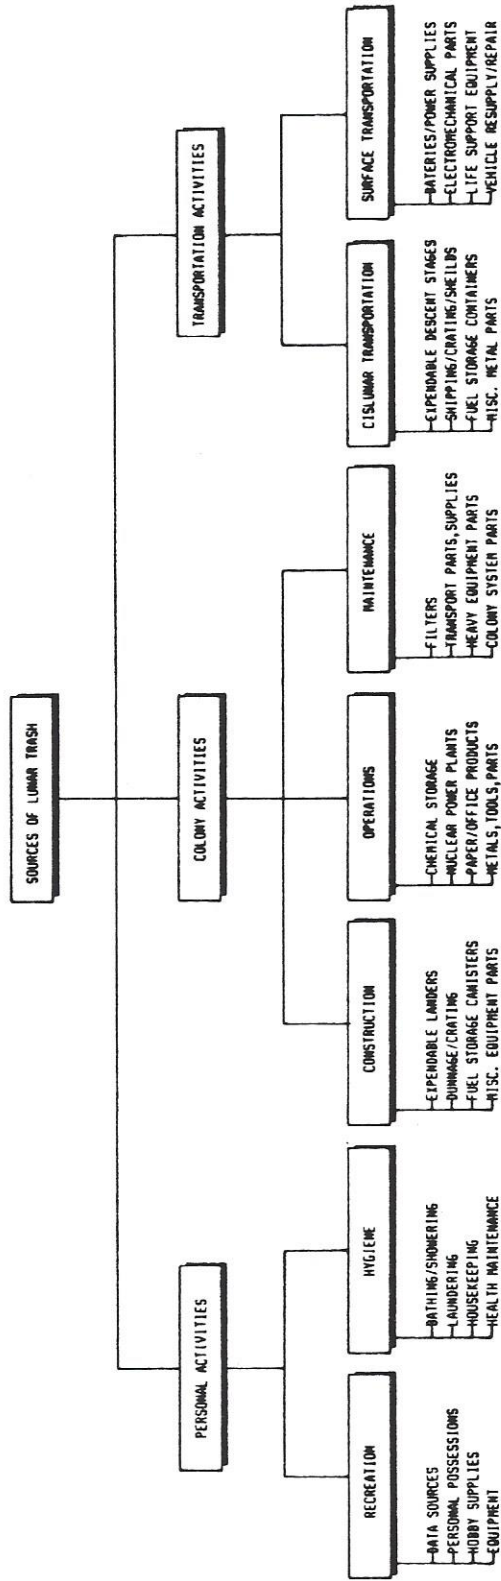 SOURCES OF LUNAR TRASH
PERSONAL ACTIVITIES
COLONY ACTIVITIES
TRANSPORTATION ACTIVITIES
RECREATION
HYGIENE
CONSTRUCTION
OPERATIONS
MAINTENANCE
CISLUNAR TRANSPORTATION
SURFACE TRANSPORTATION
DATA SOURCES
PERSONAL POSSESSIONS
HOBBY SUPPLIES
EQUIPMENT
BATHING/SHOWERING
LAUNDERING
HOUSEKEEPING
HEALTH MAINTENANCE
EXPENDABLE LANDERS
DUNNAGE/CRATING
FUEL STORAGE CANISTERS
MISC. EQUIPMENT PARTS
CHEMICAL STORAGE
NUCLEAR POWER PLANTS
PAPER/OFFICE PRODUCTS
METALS,TOOLS,PARTS
FILTERS
TRANSPORT PARTS,SUPPLIES
HEAVY EQUIPMENT PARTS
COLONY SYSTEM PARTS
EXPENDABLE DESCENT STAGES
SHIPPING/CRATING/SHEILDS
FUEL STORAGE CONTAINERS
MISC. METAL PARTS
BATERIES/POWER SUPPLIES
ELECTROMECHANICAL PARTS
LIFE SUPPORT EQUIPMENT
VEHICLE RESUPPLY/REPAIR